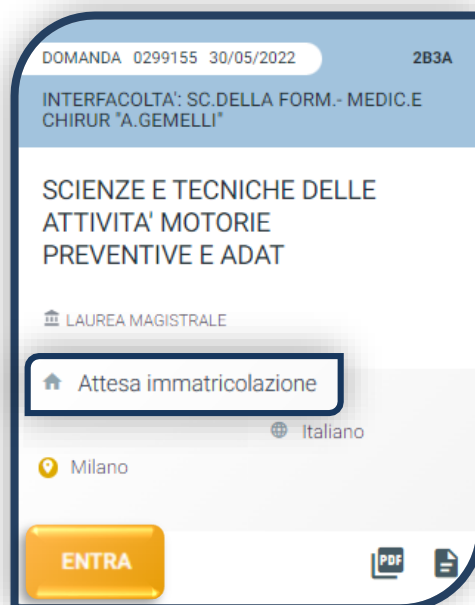 DOMANDA 0299155 30/05/2022 2B3A
INTERFACOLTA': SC.DELLA FORM.- MEDIC.E
CHIRUR "A.GEMELLI"
SCIENZE E TECNICHE DELLE
ATTIVITA' MOTORIE
PREVENTIVE E ADAT
LAUREA MAGISTRALE
Attesa immatricolazione
Italiano
Milano
ENTRA
PDF